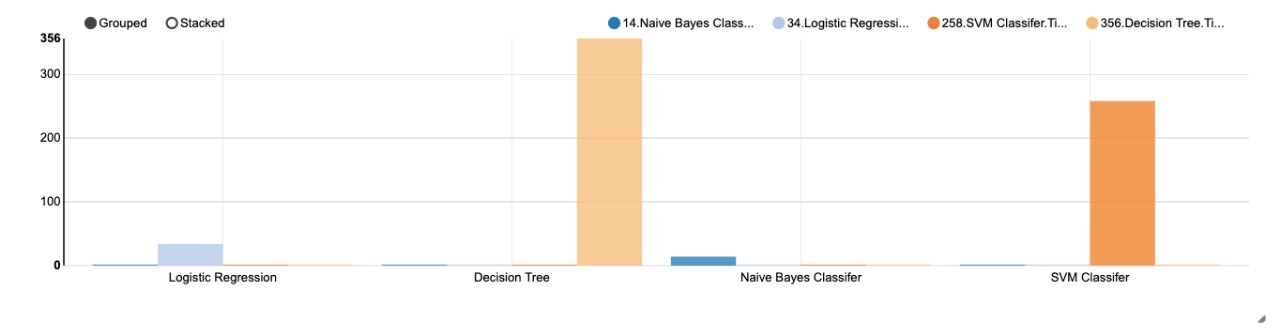 Grouped Stacked 14.Naive Bayes Class... 34.Logistic Regressi... 258.SVM Classifer.Ti... 356.Decision Tree.Ti...
356
300
200
100
0
Logistic Regression Decision Tree Naive Bayes Classifer SVM Classifer